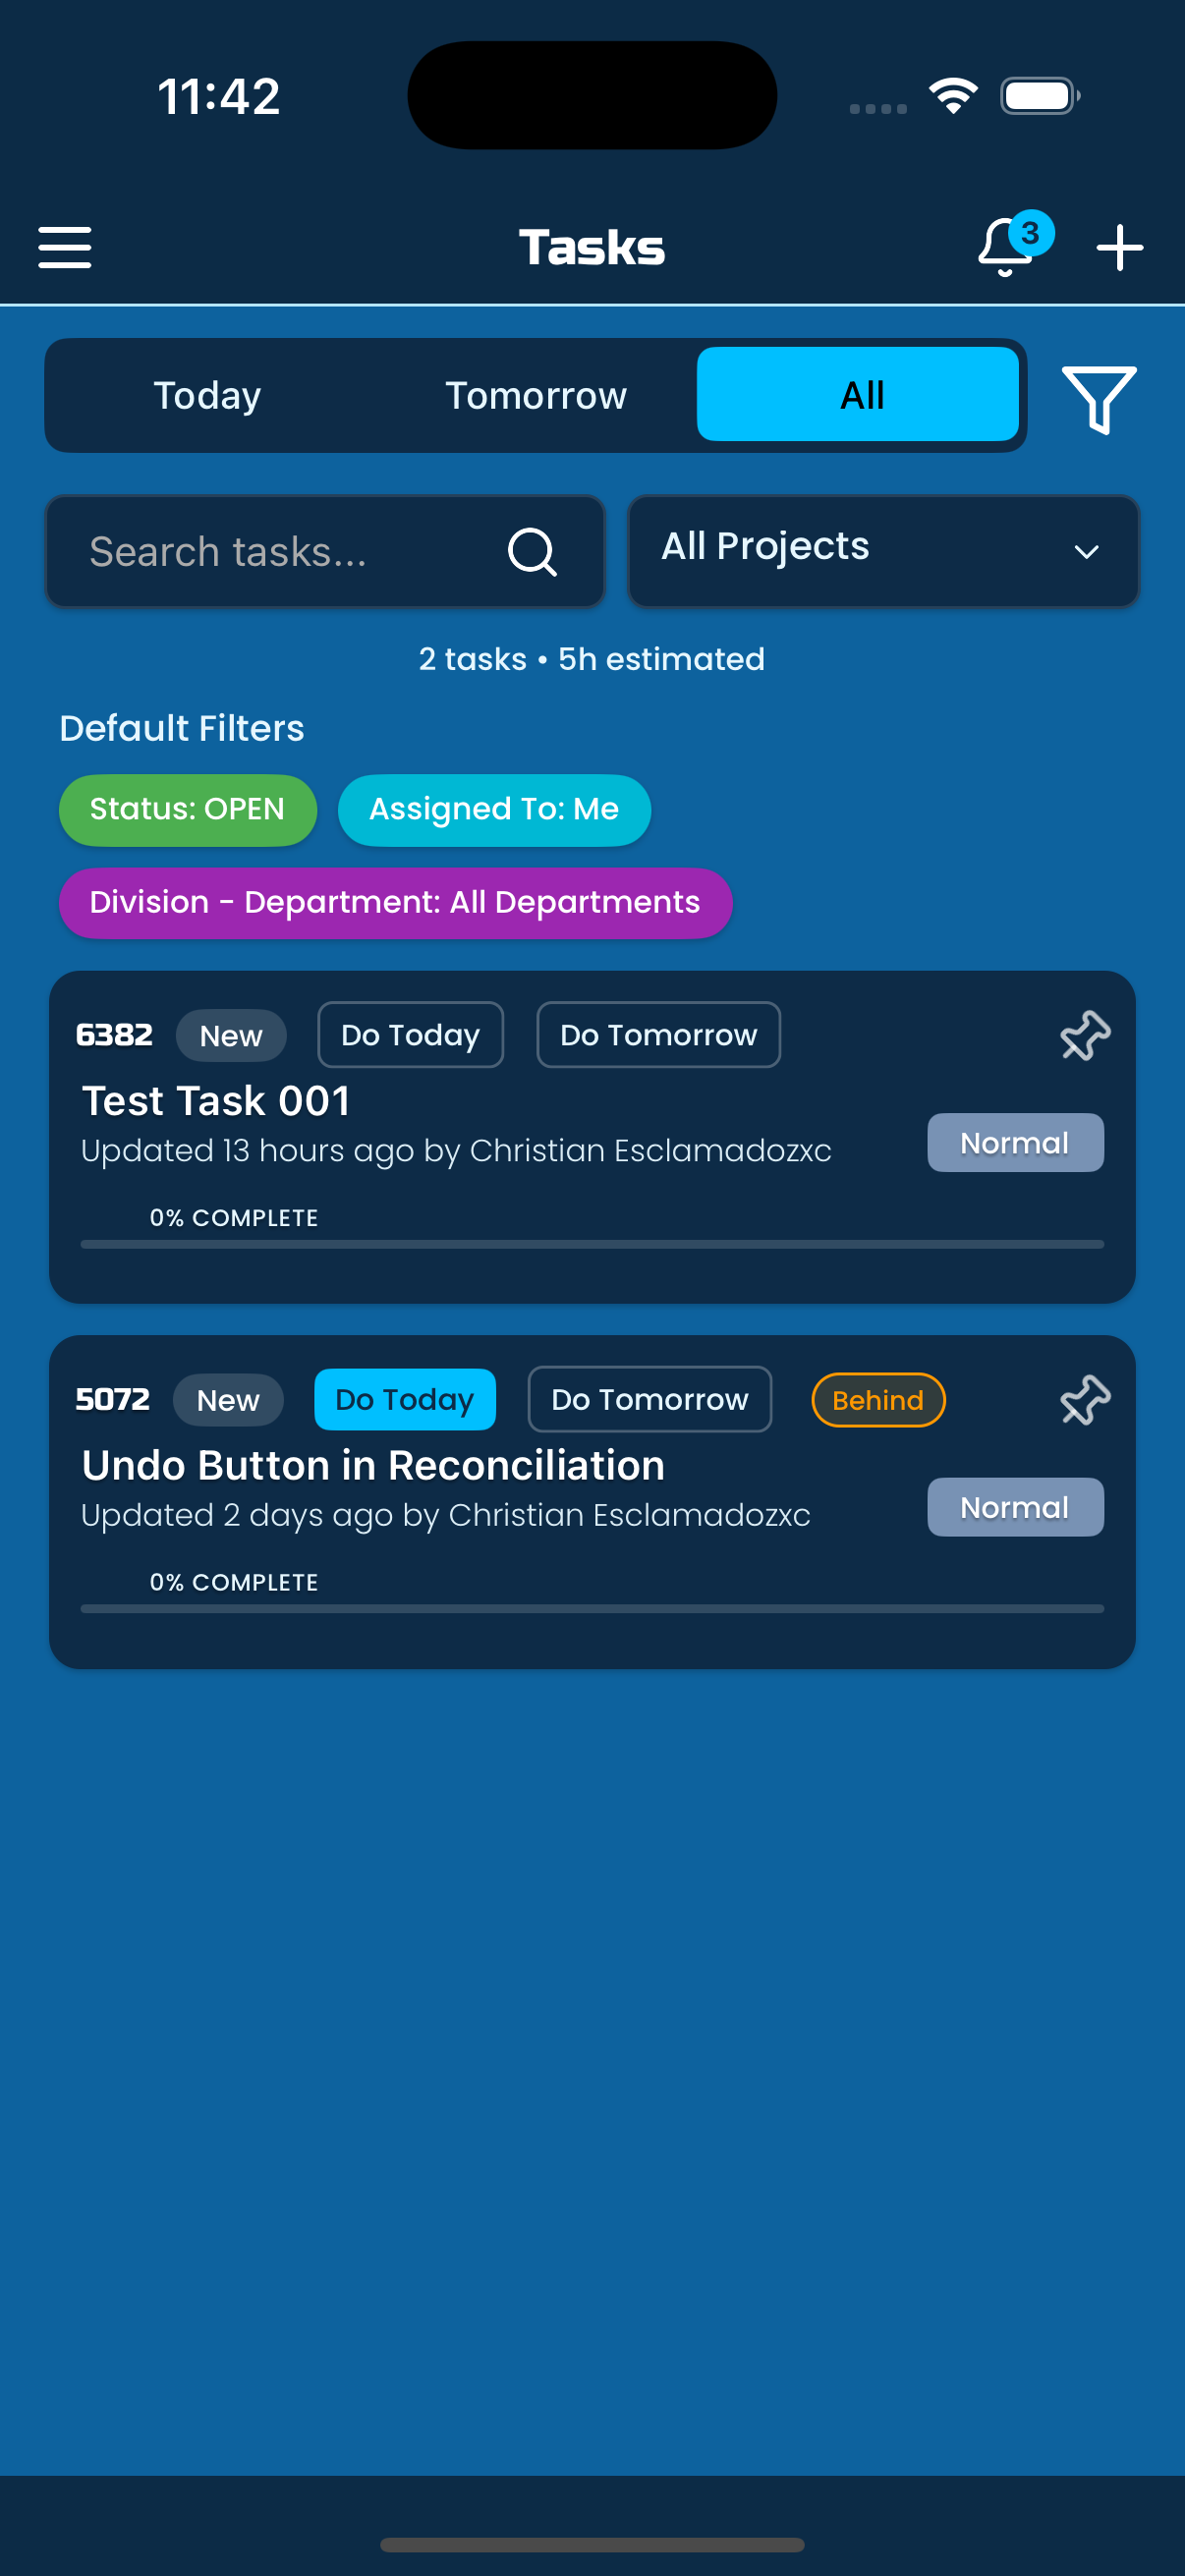 11:42
Tasks
3
Today Tomorrow All
Search tasks... All Projects
2 tasks • 5h estimated
Default Filters
Status: OPEN Assigned To: Me
Division - Department: All Departments
6382 New Do Today Do Tomorrow
Test Task 001
Updated 13 hours ago by Christian Esclamadozxc
Normal
0% COMPLETE
5072 New Do Today Do Tomorrow Behind
Undo Button in Reconciliation
Updated 2 days ago by Christian Esclamadozxc
Normal
0% COMPLETE